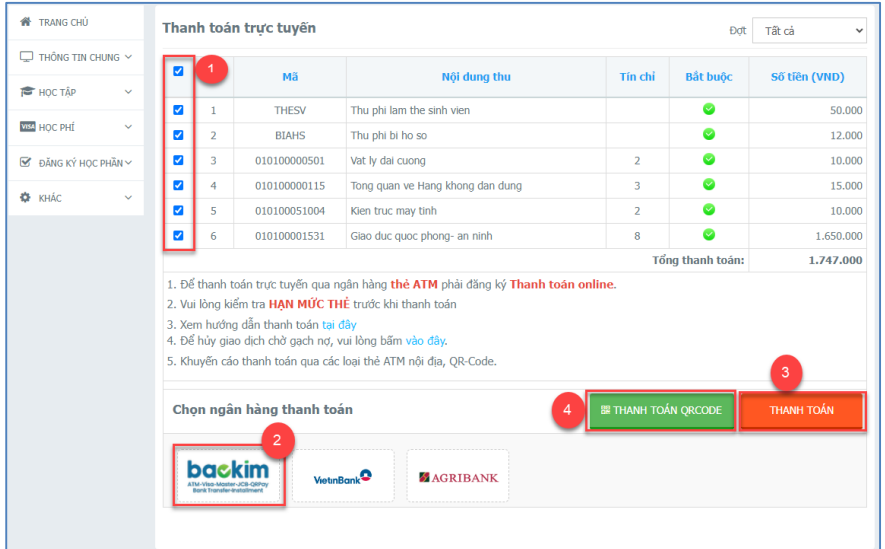 TRANG CHỦ
THÔNG TIN CHUNG
HỌC TẬP
VISA HỌC PHÍ
ĐĂNG KÝ HỌC PHẦN
KHÁC
Thanh toán trực tuyến
Đợt Tất cả
1
Mã Nội dung thu Tín chỉ Bắt buộc Số tiền (VND)
1 THESV Thu phi lam the sinh vien 50.000
2 BIAHS Thu phi bi ho so 12.000
3 010100000501 Vat ly dai cuong 2 10.000
4 010100000115 Tong quan ve Hang khong dan dung 3 15.000
5 010100051004 Kien truc may tinh 2 10.000
6 010100001531 Giao duc quoc phong- an ninh 8 1.650.000
Tổng thanh toán: 1.747.000
1. Để thanh toán trực tuyến qua ngân hàng thẻ ATM phải đăng ký Thanh toán online.
2. Vui lòng kiểm tra HẠN MỨC THẺ trước khi thanh toán
3. Xem hướng dẫn thanh toán tại đây
4. Để hủy giao dịch chờ gạch nợ, vui lòng bấm vào đây.
5. Khuyến cáo thanh toán qua các loại thẻ ATM nội địa, QR-Code.
3
Chọn ngân hàng thanh toán
4
THANH TOÁN QRCODE
THANH TOÁN
2
baokim
ATM-Visa-Master-JCB-QRPay
Bank Transfer-Installment
VietinBank
AGRIBANK